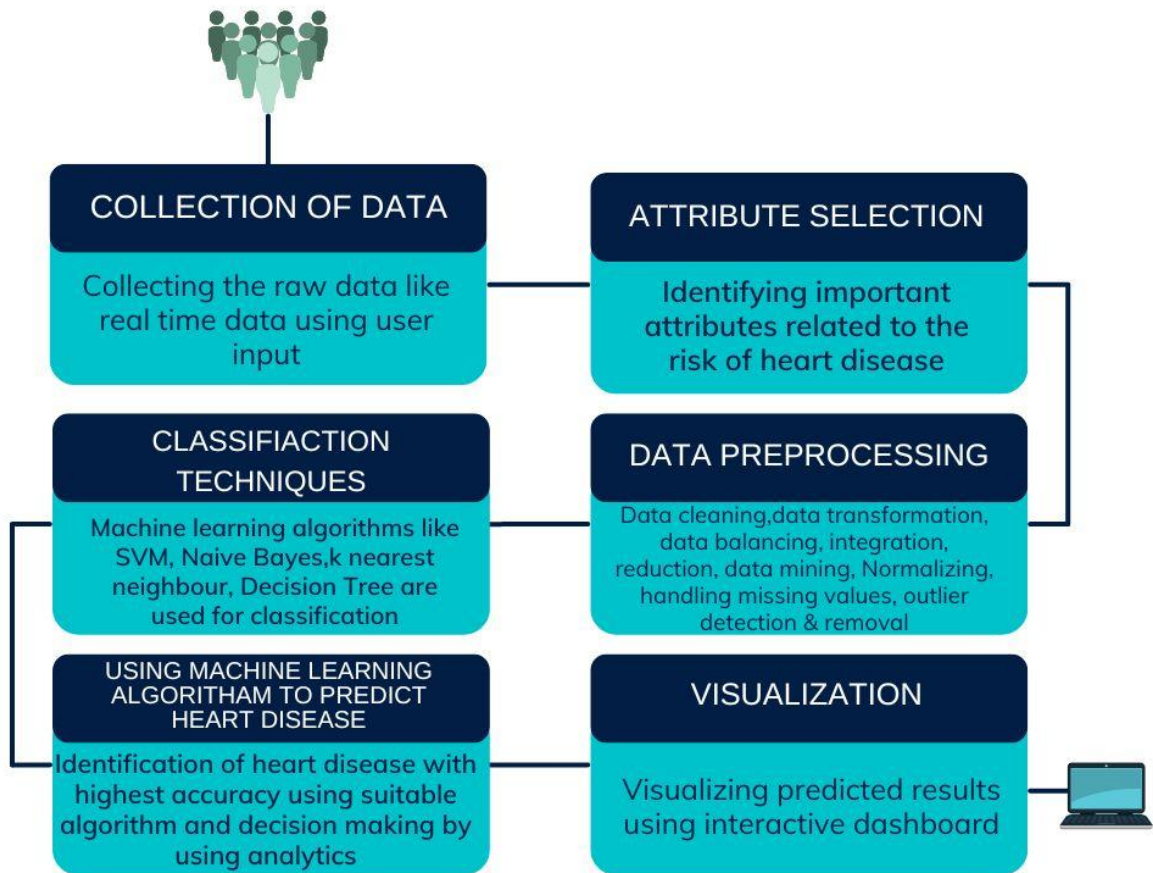 COLLECTION OF DATA
Collecting the raw data like
real time data using user
input
ATTRIBUTE SELECTION
Identifying important
attributes related to the
risk of heart disease
DATA PREPROCESSING
Data cleaning,data transformation,
data balancing, integration,
reduction, data mining, Normalizing,
handling missing values, outlier
detection & removal
CLASSIFIACTION
TECHNIQUES
Machine learning algorithms like
SVM, Naive Bayes,k nearest
neighbour, Decision Tree are
used for classification
USING MACHINE LEARNING
ALGORITHAM TO PREDICT
HEART DISEASE
Identification of heart disease with
highest accuracy using suitable
algorithm and decision making by
using analytics
VISUALIZATION
Visualizing predicted results
using interactive dashboard